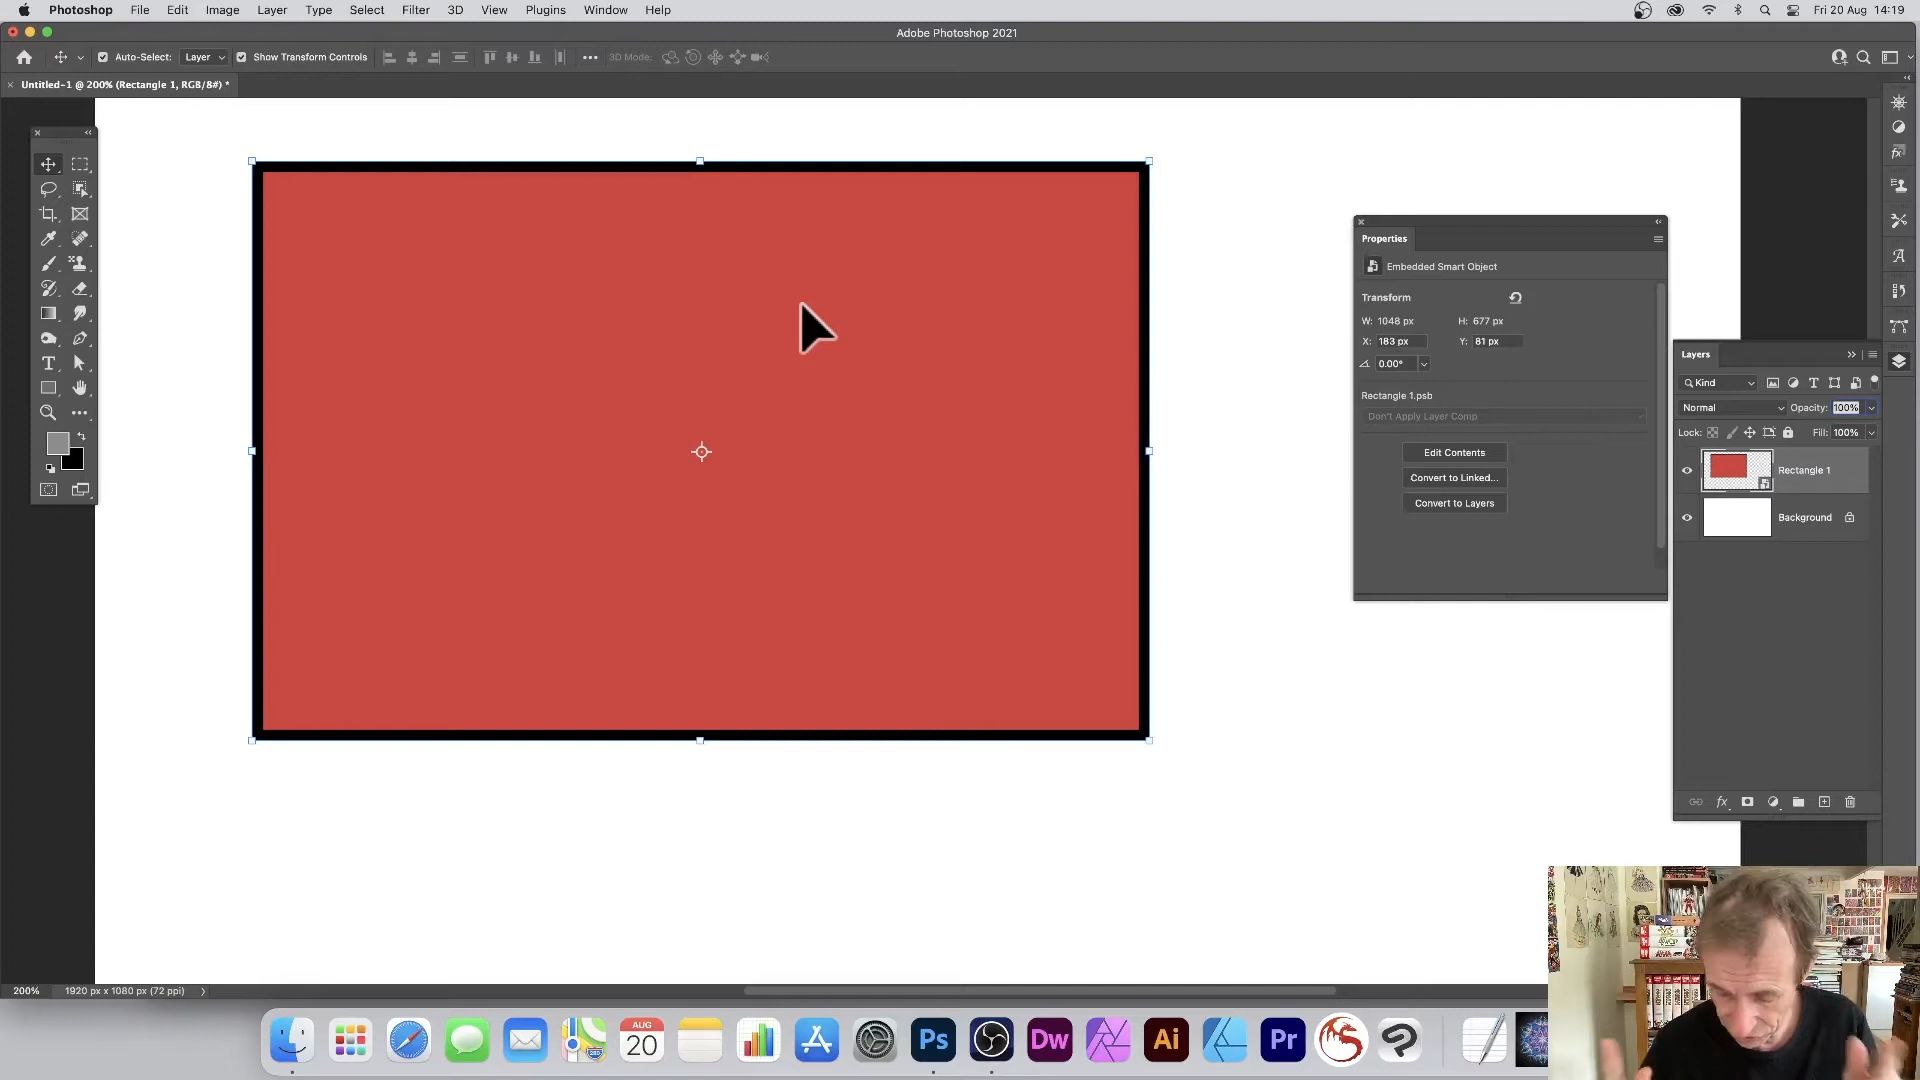 Photoshop File Edit Image Layer Type Select Filter 3D View Plugins Window Help Fri 20 Aug 14:19
Adobe Photoshop 2021
Auto-Select: Layer Show Transform Controls 3D Mode:
× Untitled-1 @ 200% (Rectangle 1, RGB/8#) *
Properties
Embedded Smart Object
Transform
W: 1048 px H: 677 px
X: 183 px Y: 81 px
0.00°
Rectangle 1.psb
Don't Apply Layer Comp
Edit Contents
Convert to Linked...
Convert to Layers
Layers
Kind
Normal Opacity: 100%
Lock: Fill: 100%
Rectangle 1
Background
200% 1920 px x 1080 px (72 ppi)
AUG
20
Ps Dw Ai Pr